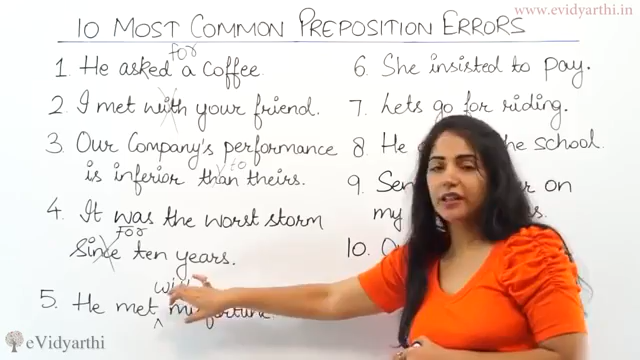 www.evidyarthi.in
10 MOST COMMON PREPOSITION ERRORS
for
1. He asked a coffee.
2. I met with your friend.
3. Our Company's performance
to
is inferior than theirs.
4. It was the worst storm
for
Since ten years.
5. He met
6. She insisted to pay.
7. Lets go for riding.
8. He the school.
9. on
my
10.
eVidyarthi